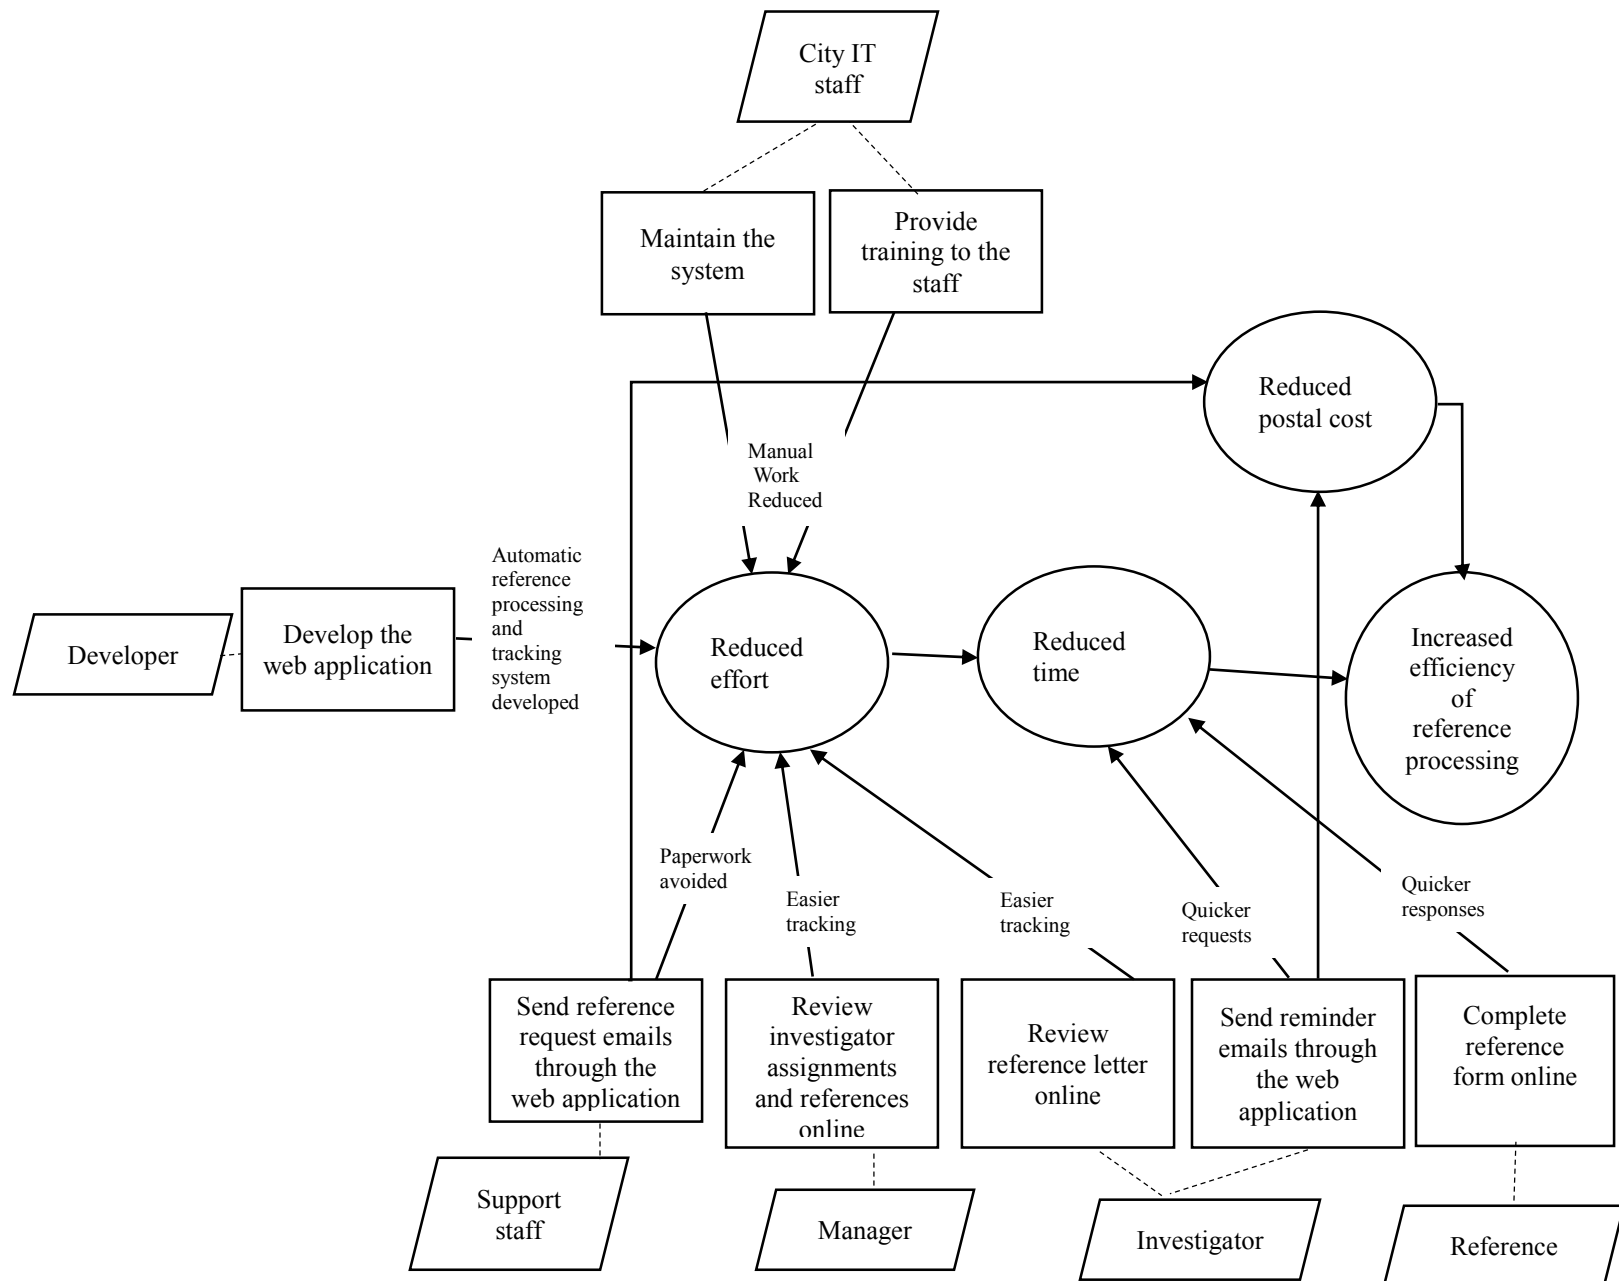 City IT
staff
Maintain the
system
Provide
training to the
staff
Reduced
postal cost
Manual
Work
Reduced
Automatic
reference
processing
and
tracking
system
developed
Developer
Develop the
web application
Reduced
effort
Reduced
time
Increased
efficiency
of
reference
processing
Paperwork
avoided
Easier
tracking
Easier
tracking
Quicker
requests
Quicker
responses
Send reference
request emails
through the
web application
Review
investigator
assignments
and references
online
Review
reference letter
online
Send reminder
emails through
the web
application
Complete
reference
form online
Support
staff
Manager
Investigator
Reference